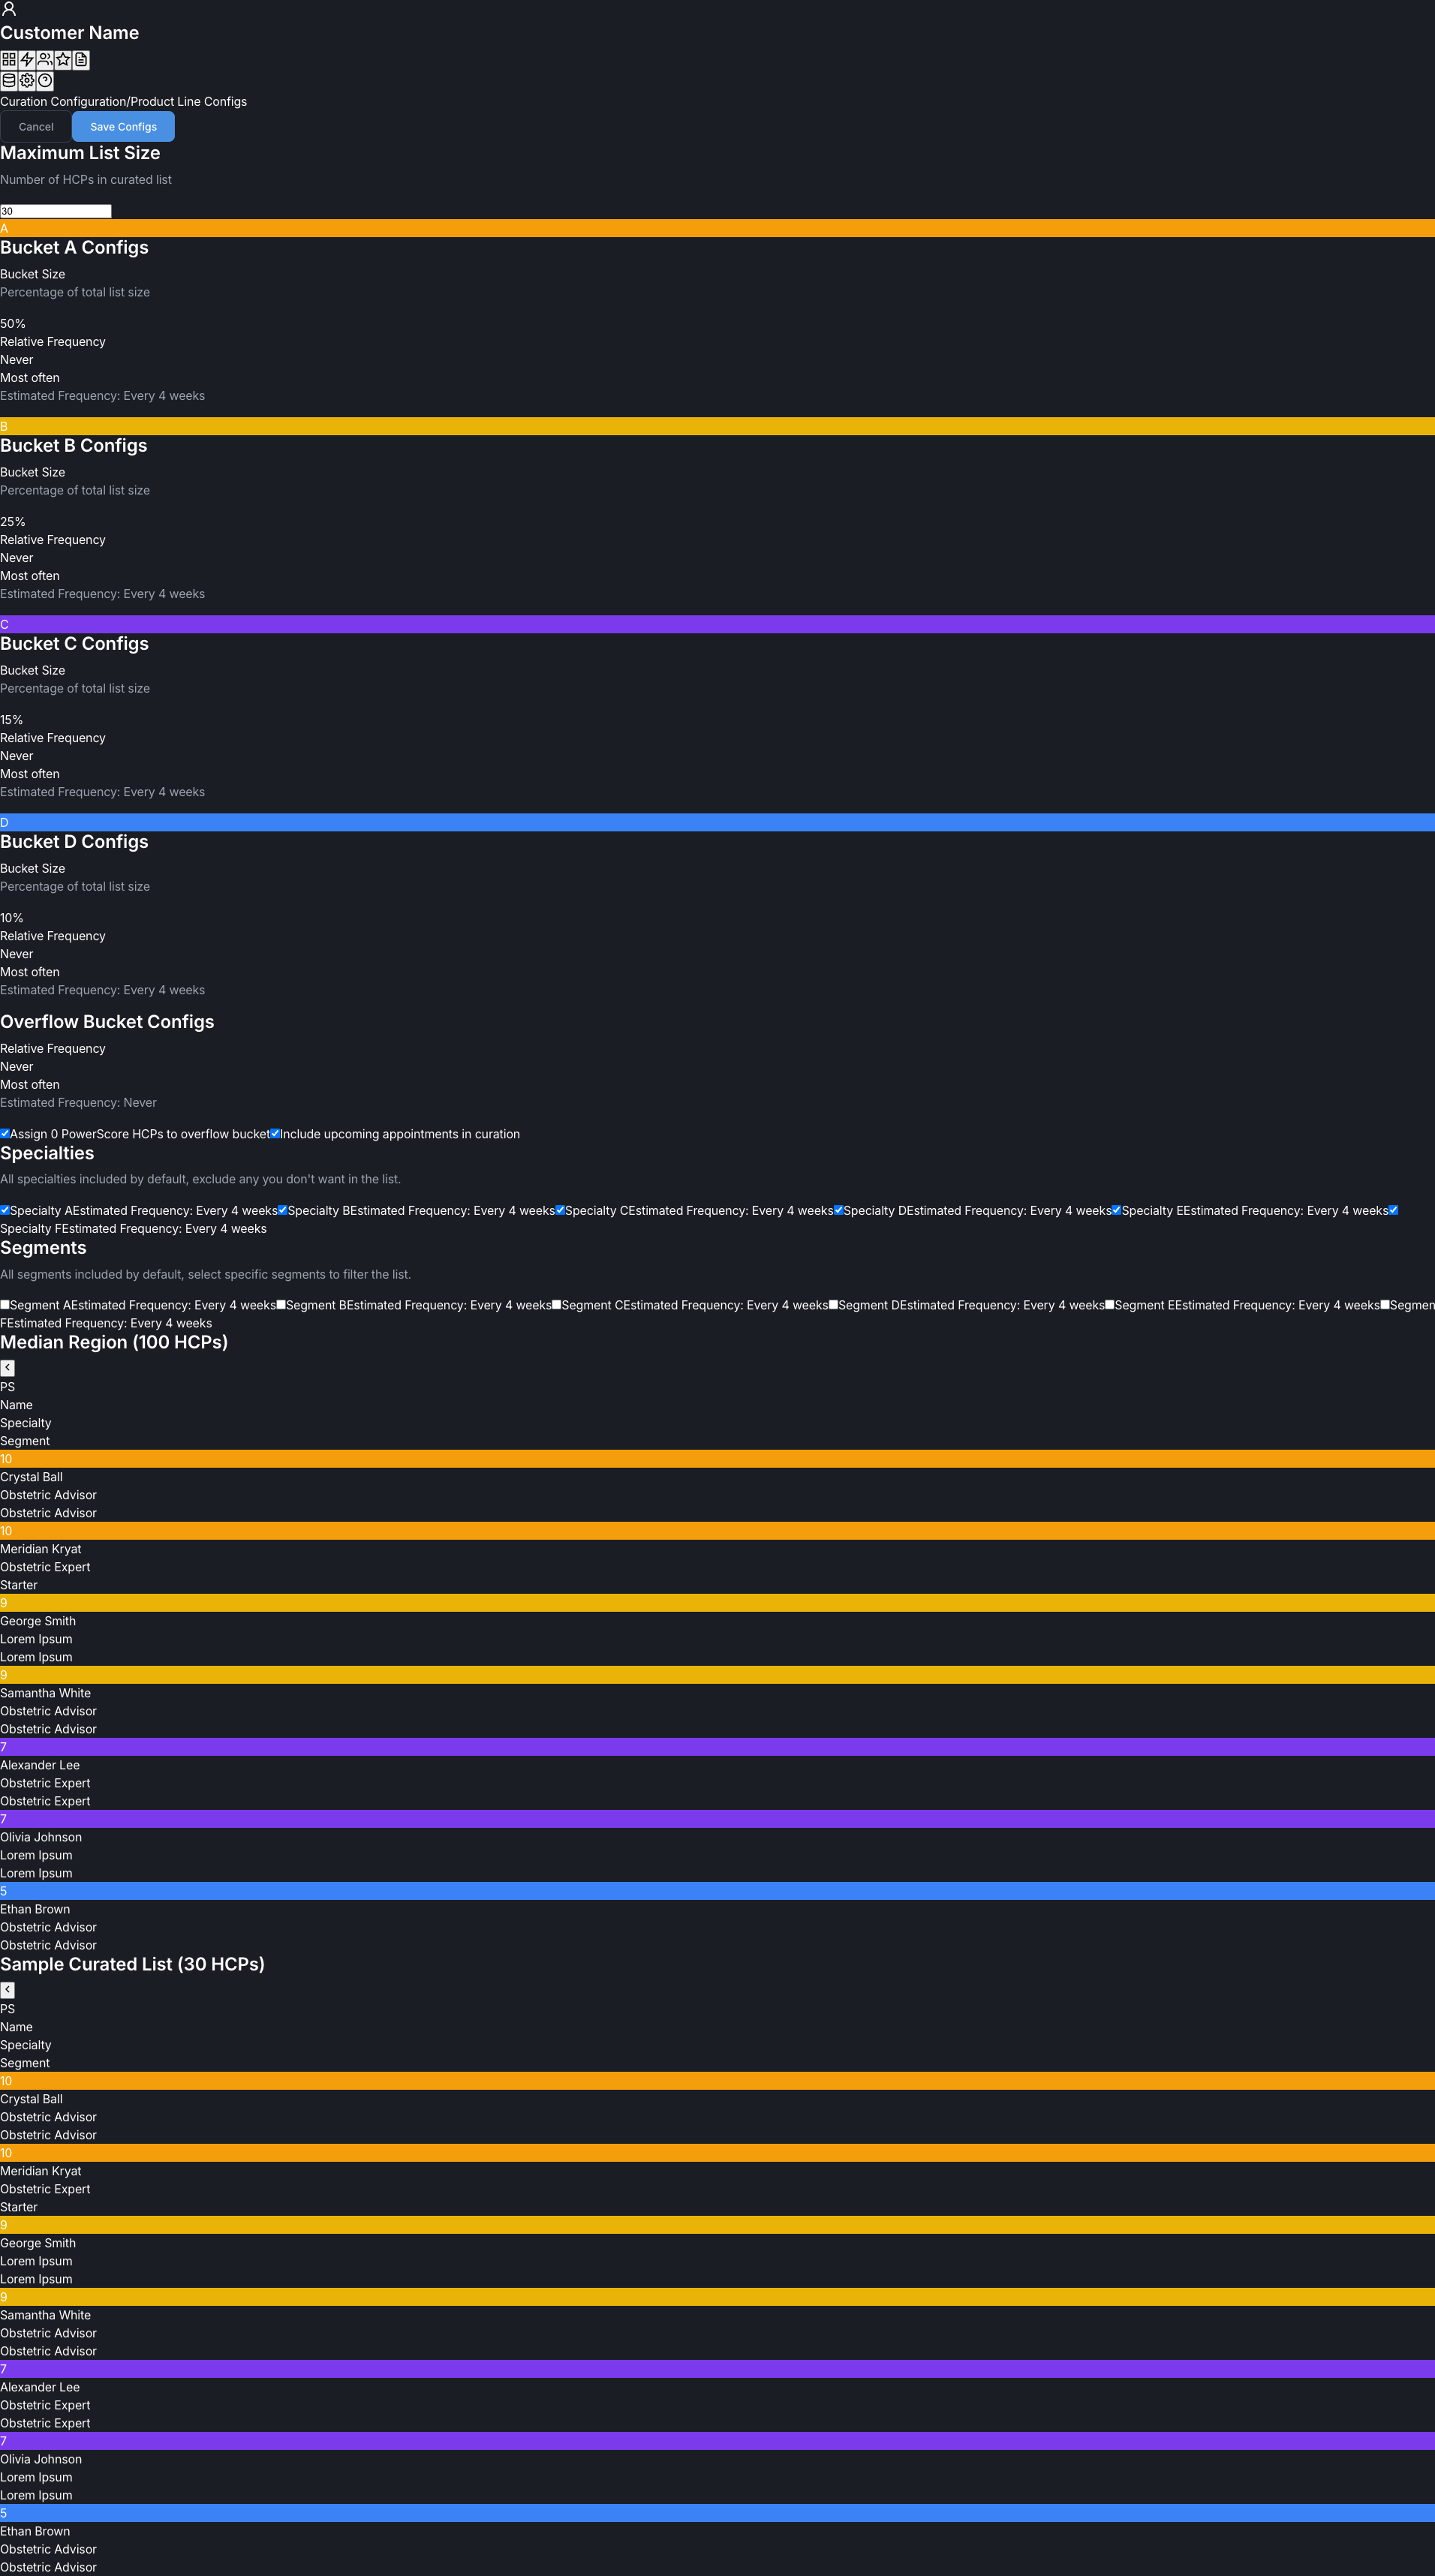 Customer Name
Curation Configuration/Product Line Configs
Cancel Save Configs
Maximum List Size
Number of HCPs in curated list
30
A
Bucket A Configs
Bucket Size
Percentage of total list size
50%
Relative Frequency
Never
Most often
Estimated Frequency: Every 4 weeks
B
Bucket B Configs
Bucket Size
Percentage of total list size
25%
Relative Frequency
Never
Most often
Estimated Frequency: Every 4 weeks
C
Bucket C Configs
Bucket Size
Percentage of total list size
15%
Relative Frequency
Never
Most often
Estimated Frequency: Every 4 weeks
D
Bucket D Configs
Bucket Size
Percentage of total list size
10%
Relative Frequency
Never
Most often
Estimated Frequency: Every 4 weeks
Overflow Bucket Configs
Relative Frequency
Never
Most often
Estimated Frequency: Never
Assign 0 PowerScore HCPs to overflow bucket Include upcoming appointments in curation
Specialties
All specialties included by default, exclude any you don't want in the list.
Specialty AEstimated Frequency: Every 4 weeks Specialty BEstimated Frequency: Every 4 weeks Specialty CEstimated Frequency: Every 4 weeks Specialty DEstimated Frequency: Every 4 weeks Specialty EEstimated Frequency: Every 4 weeks
Specialty FEstimated Frequency: Every 4 weeks
Segments
All segments included by default, select specific segments to filter the list.
Segment AEstimated Frequency: Every 4 weeks Segment BEstimated Frequency: Every 4 weeks Segment CEstimated Frequency: Every 4 weeks Segment DEstimated Frequency: Every 4 weeks Segment EEstimated Frequency: Every 4 weeks Segmen
FEstimated Frequency: Every 4 weeks
Median Region (100 HCPs)
PS
Name
Specialty
Segment
10
Crystal Ball
Obstetric Advisor
Obstetric Advisor
10
Meridian Kryat
Obstetric Expert
Starter
9
George Smith
Lorem Ipsum
Lorem Ipsum
9
Samantha White
Obstetric Advisor
Obstetric Advisor
7
Alexander Lee
Obstetric Expert
Obstetric Expert
7
Olivia Johnson
Lorem Ipsum
Lorem Ipsum
5
Ethan Brown
Obstetric Advisor
Obstetric Advisor
Sample Curated List (30 HCPs)
PS
Name
Specialty
Segment
10
Crystal Ball
Obstetric Advisor
Obstetric Advisor
10
Meridian Kryat
Obstetric Expert
Starter
9
George Smith
Lorem Ipsum
Lorem Ipsum
9
Samantha White
Obstetric Advisor
Obstetric Advisor
7
Alexander Lee
Obstetric Expert
Obstetric Expert
7
Olivia Johnson
Lorem Ipsum
Lorem Ipsum
5
Ethan Brown
Obstetric Advisor
Obstetric Advisor